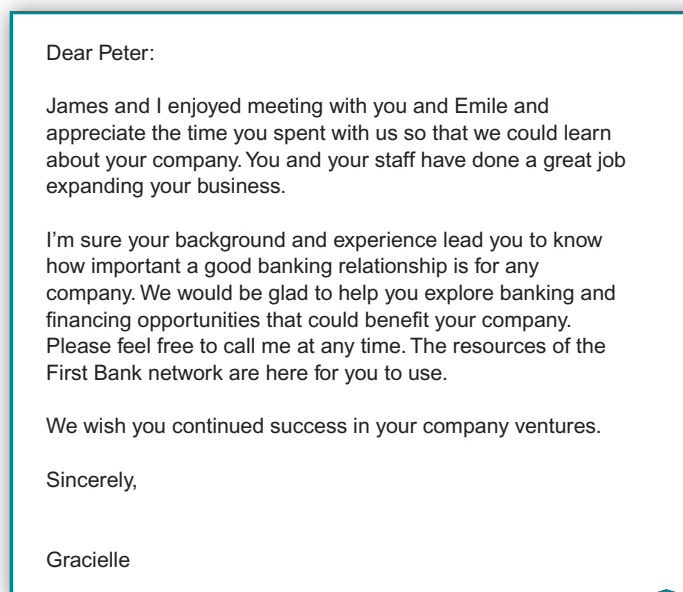 Dear Peter:
James and I enjoyed meeting with you and Emile and
appreciate the time you spent with us so that we could learn
about your company. You and your staff have done a great job
expanding your business.
I’m sure your background and experience lead you to know
how important a good banking relationship is for any
company. We would be glad to help you explore banking and
financing opportunities that could benefit your company.
Please feel free to call me at any time. The resources of the
First Bank network are here for you to use.
We wish you continued success in your company ventures.
Sincerely,
Gracielle